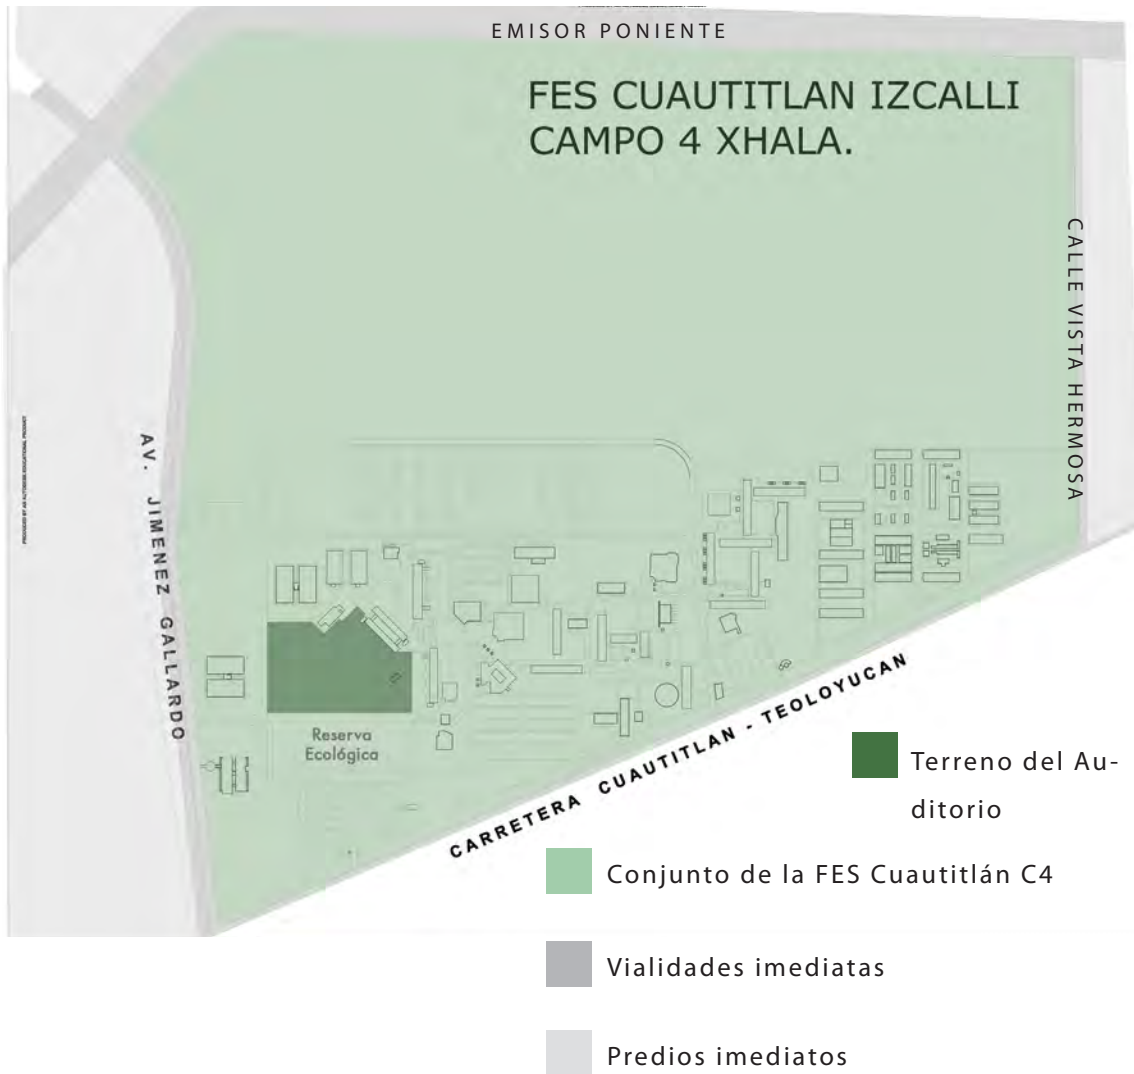 EMISOR PONIENTE
FES CUAUTITLAN IZCALLI
CAMPO 4 XHALA.
CALLE VISTA HERMOSA
AV. JIMENEZ GALLARDO
Reserva
Ecológica
CARRETERA CUAUTITLAN - TEOLOYUCAN
Terreno del Au-
ditorio
Conjunto de la FES Cuautitlán C4
Vialidades imediatas
Predios imediatos